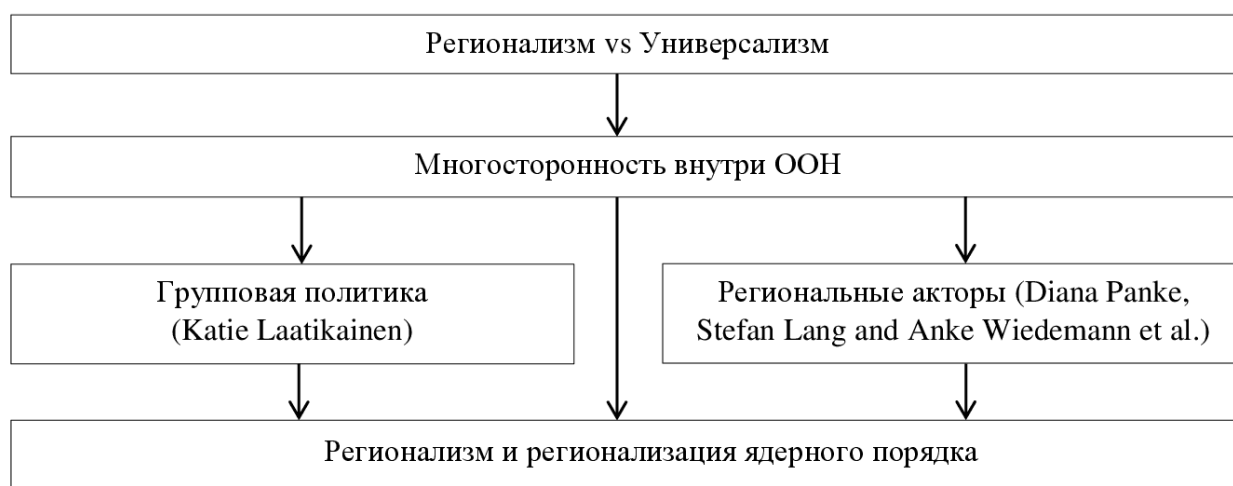 Регионализм vs Универсализм
Многосторонность внутри ООН
Групповая политика
(Katie Laatikainen)
Региональные акторы (Diana Panke,
Stefan Lang and Anke Wiedemann et al.)
Регионализм и регионализация ядерного порядка